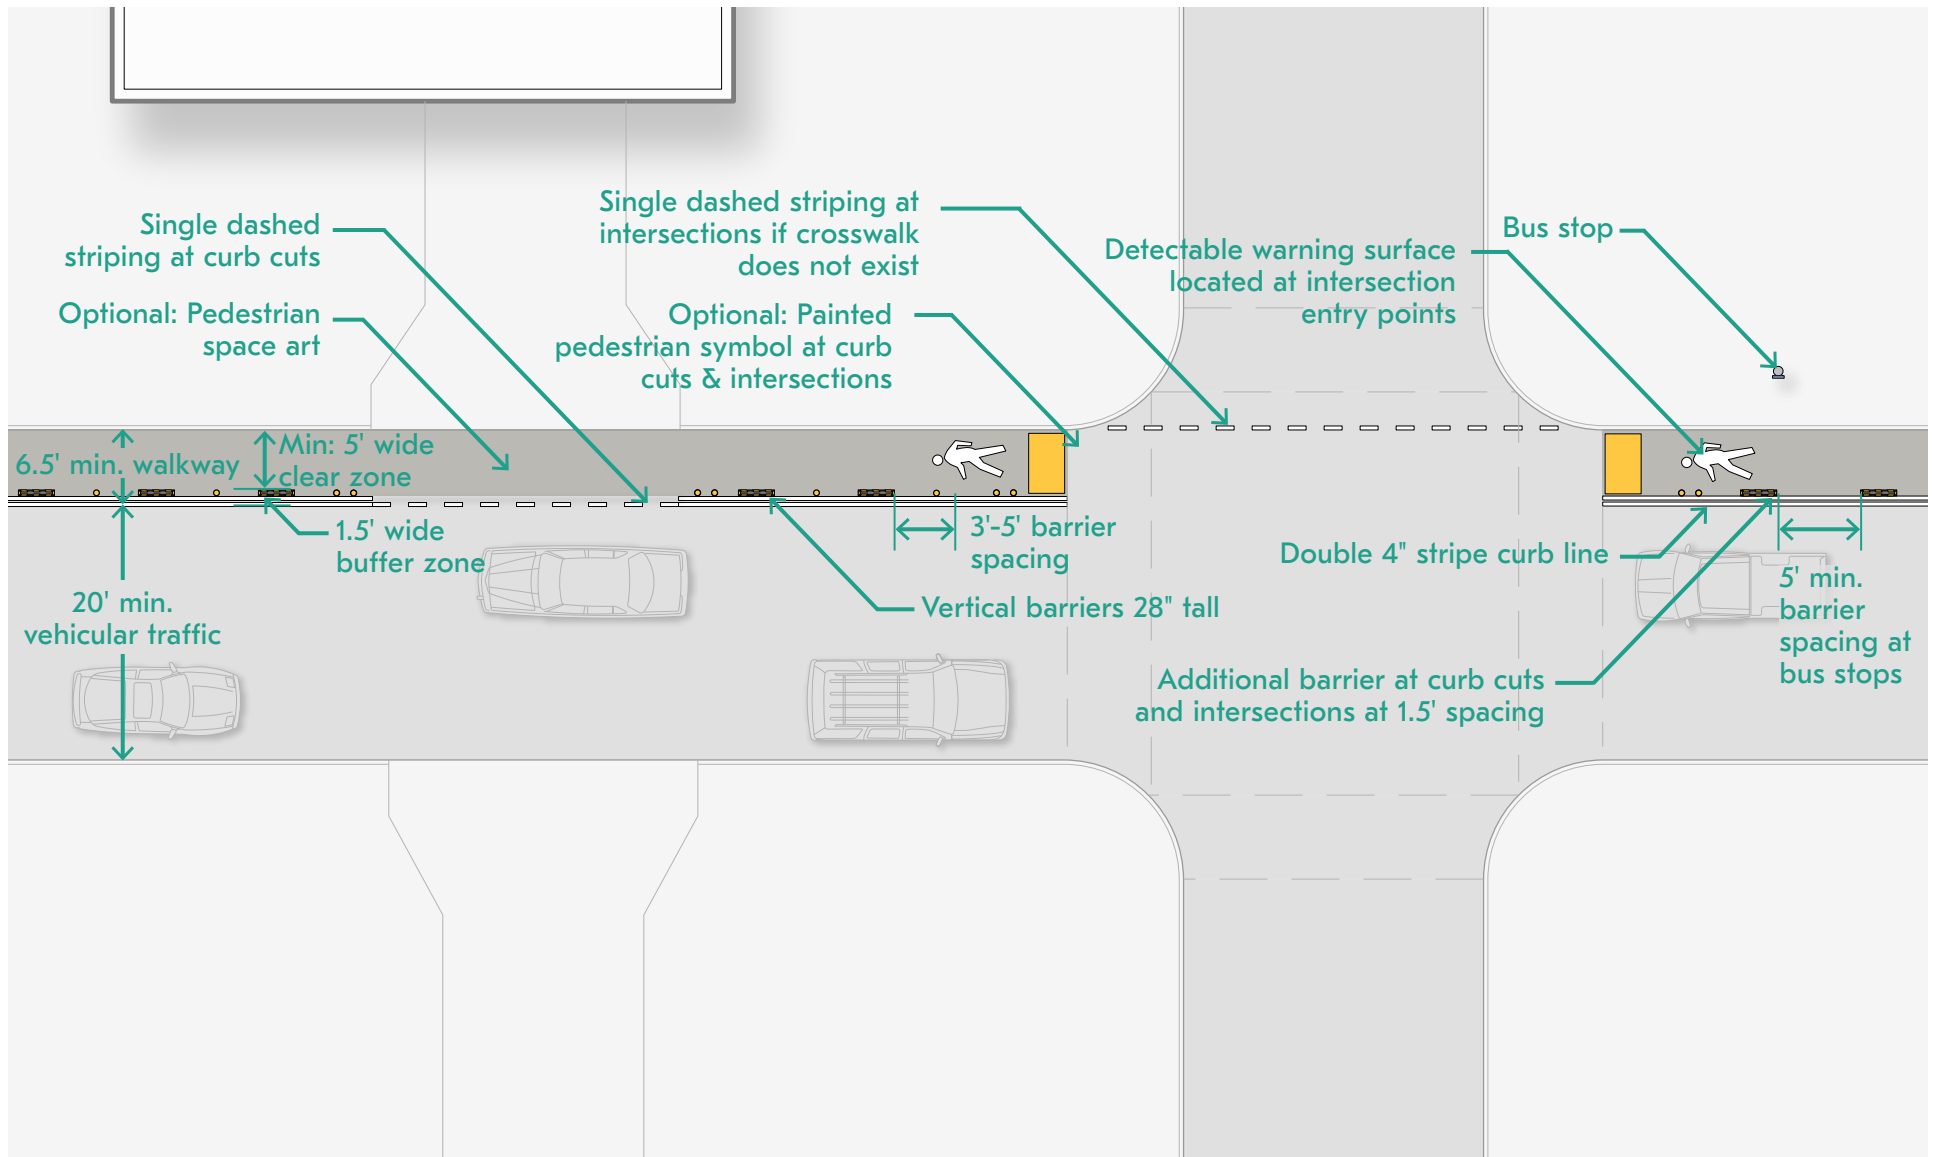 Single dashed
striping at curb cuts
Optional: Pedestrian
space art
Single dashed striping at
intersections if crosswalk
does not exist
Optional: Painted
pedestrian symbol at curb
cuts & intersections
Detectable warning surface
located at intersection
entry points
Bus stop
6.5' min. walkway
Min: 5' wide
clear zone
1.5' wide
buffer zone
20' min.
vehicular traffic
3'-5' barrier
spacing
Vertical barriers 28" tall
Double 4" stripe curb line
5' min.
barrier
spacing at
bus stops
Additional barrier at curb cuts
and intersections at 1.5' spacing